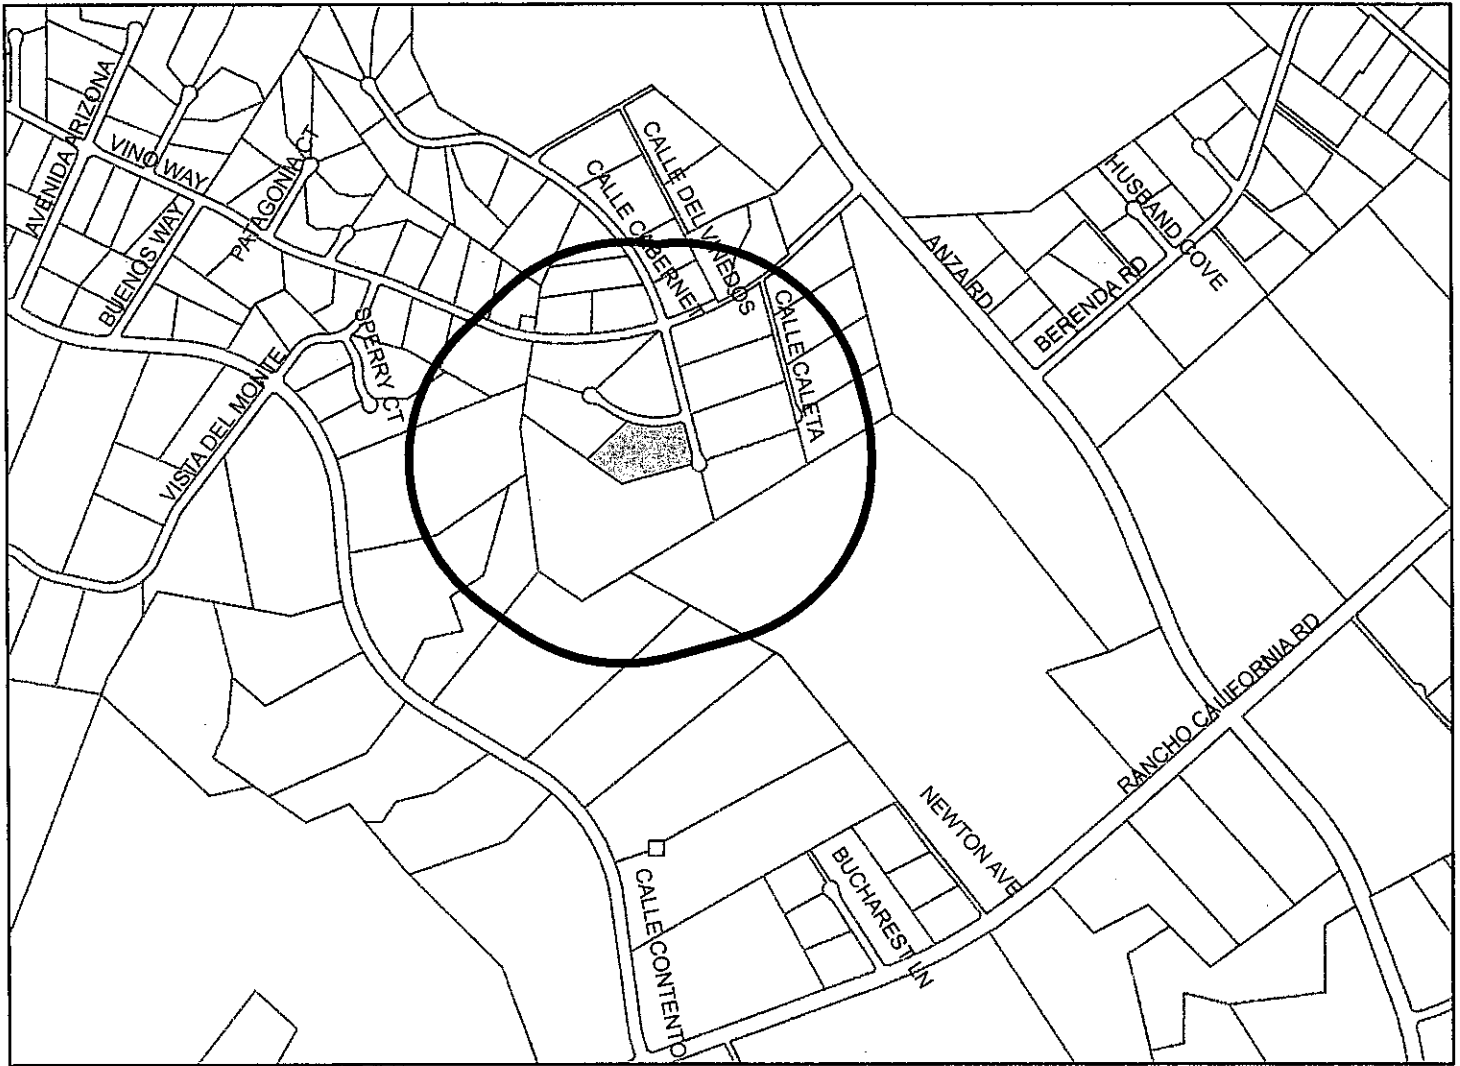 AVENIDA ARIZONA
VINO WAY
PATAGONIA CT
BUENOS WAY
CALLE DEL VINEDOS
CALLE CABERNET
HUSBAND COVE
ANZA RD
BERENDA RD
SPERRY CT
CALLE CALETA
VISTA DEL MONTE
RANCHO CALIFORNIA RD
NEWTON AVE
BUCHAREST LN
CALLE CONTENTO